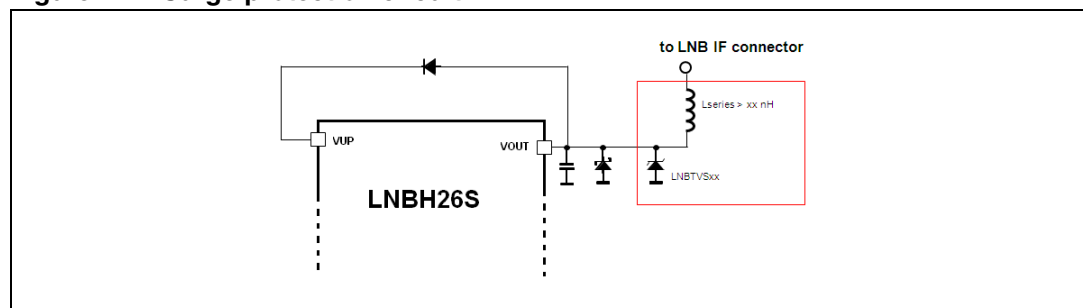 to LNB IF connector
Lseries > xx nH
VUP
VOUT
LNBTVSxx
LNBH26S